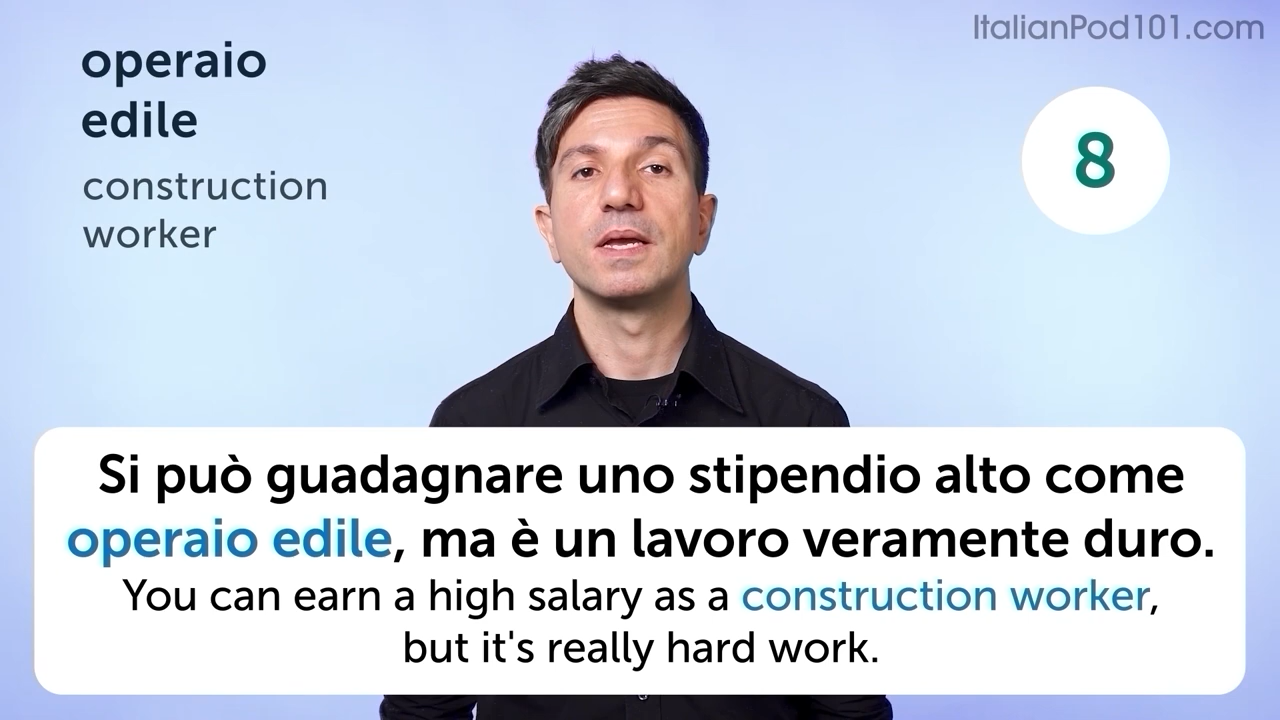 ItalianPod101.com
operaio
edile
construction
worker
8
Si può guadagnare uno stipendio alto come
operaio edile, ma è un lavoro veramente duro.
You can earn a high salary as a construction worker,
but it's really hard work.